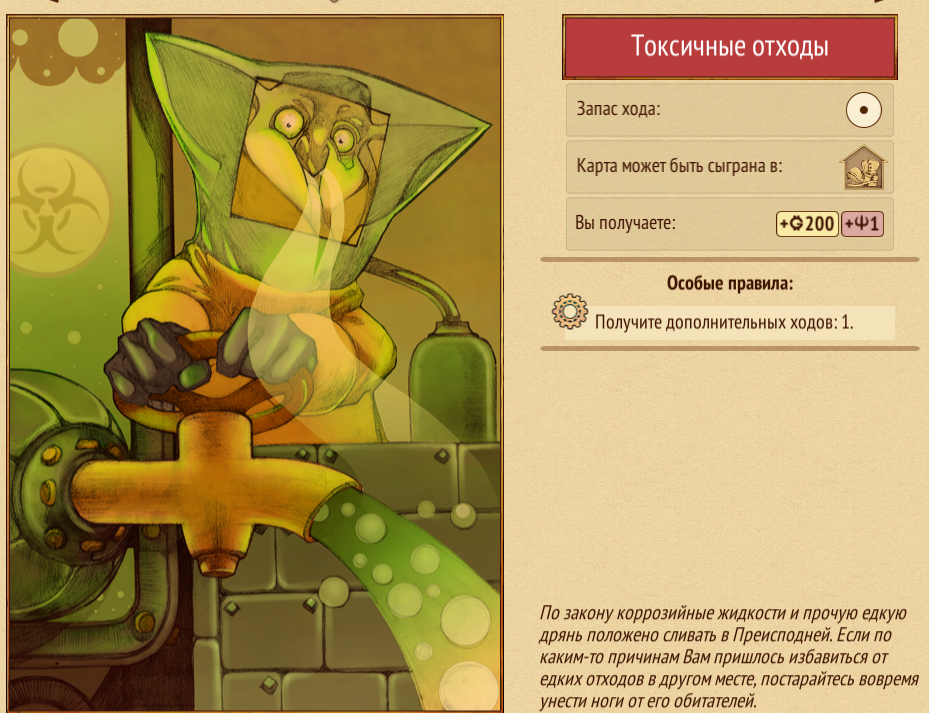 Токсичные отходы
Запас хода:
Карта может быть сыграна в:
Вы получаете:
+200
+1
Особые правила:
Получите дополнительных ходов: 1.
По закону коррозийные жидкости и прочую едкую
дрянь положено сливать в Преисподней. Если по
каким-то причинам Вам пришлось избавиться от
едких отходов в другом месте, постарайтесь вовремя
унести ноги от его обитателей.